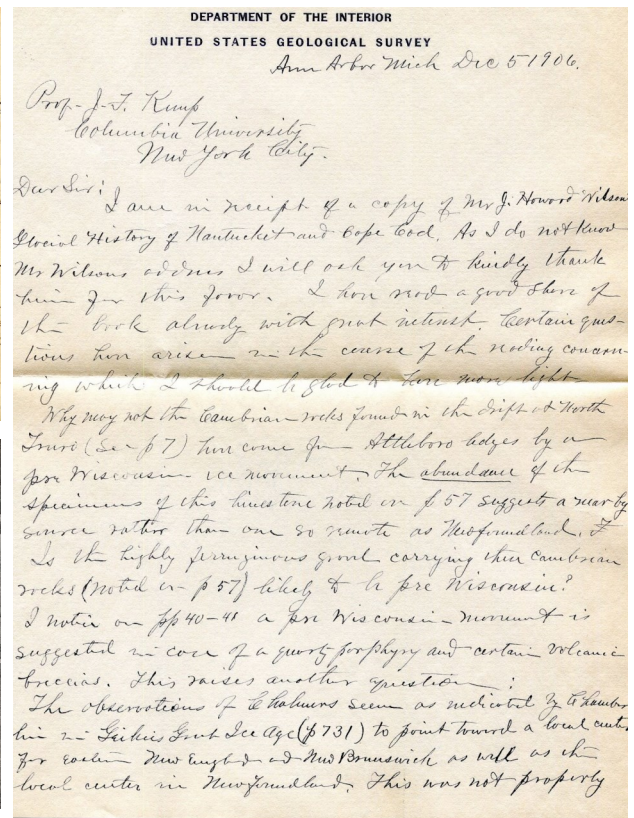 DEPARTMENT OF THE INTERIOR
UNITED STATES GEOLOGICAL SURVEY
Ann Arbor Mich Dec 5 1906.
Prof. J. F. Kemp
Columbia University
New York City.
Dear Sir:
I am in receipt of a copy of Mr J. Howard Wilson
Glacial History of Nantucket and Cape Cod. As I do not know
Mr Wilsons address I will ask you to kindly thank
him for this favor. I have read a good share of
the book already with great interest. Certain ques-
tions have arisen in the course of the reading concern-
ing which I should be glad to have more light
Why may not the Cambrian rocks found in the drift at North
Truro (See p 7) have come from Attleboro ledges by a
pre Wisconsin ice movement. The abundance of the
specimens of this limestone noted on p 57 suggests a near by
source rather than one so remote as Newfoundland.
Is the highly ferruginous gravel carrying these Cambrian
rocks (noted on p 57) likely to be pre Wisconsin?
I notice on pp 40-48 a pre Wisconsin movement is
suggested in case of a quartz porphyry and certain volcanic
breccias. This raises another question:
The observations of Chalmers seem as indicated by Chamber
lin in Geikies Great Ice Age (p 731) to point toward a local center
for eastern New England and New Brunswick as well as the
local center in Newfoundland. This was not properly